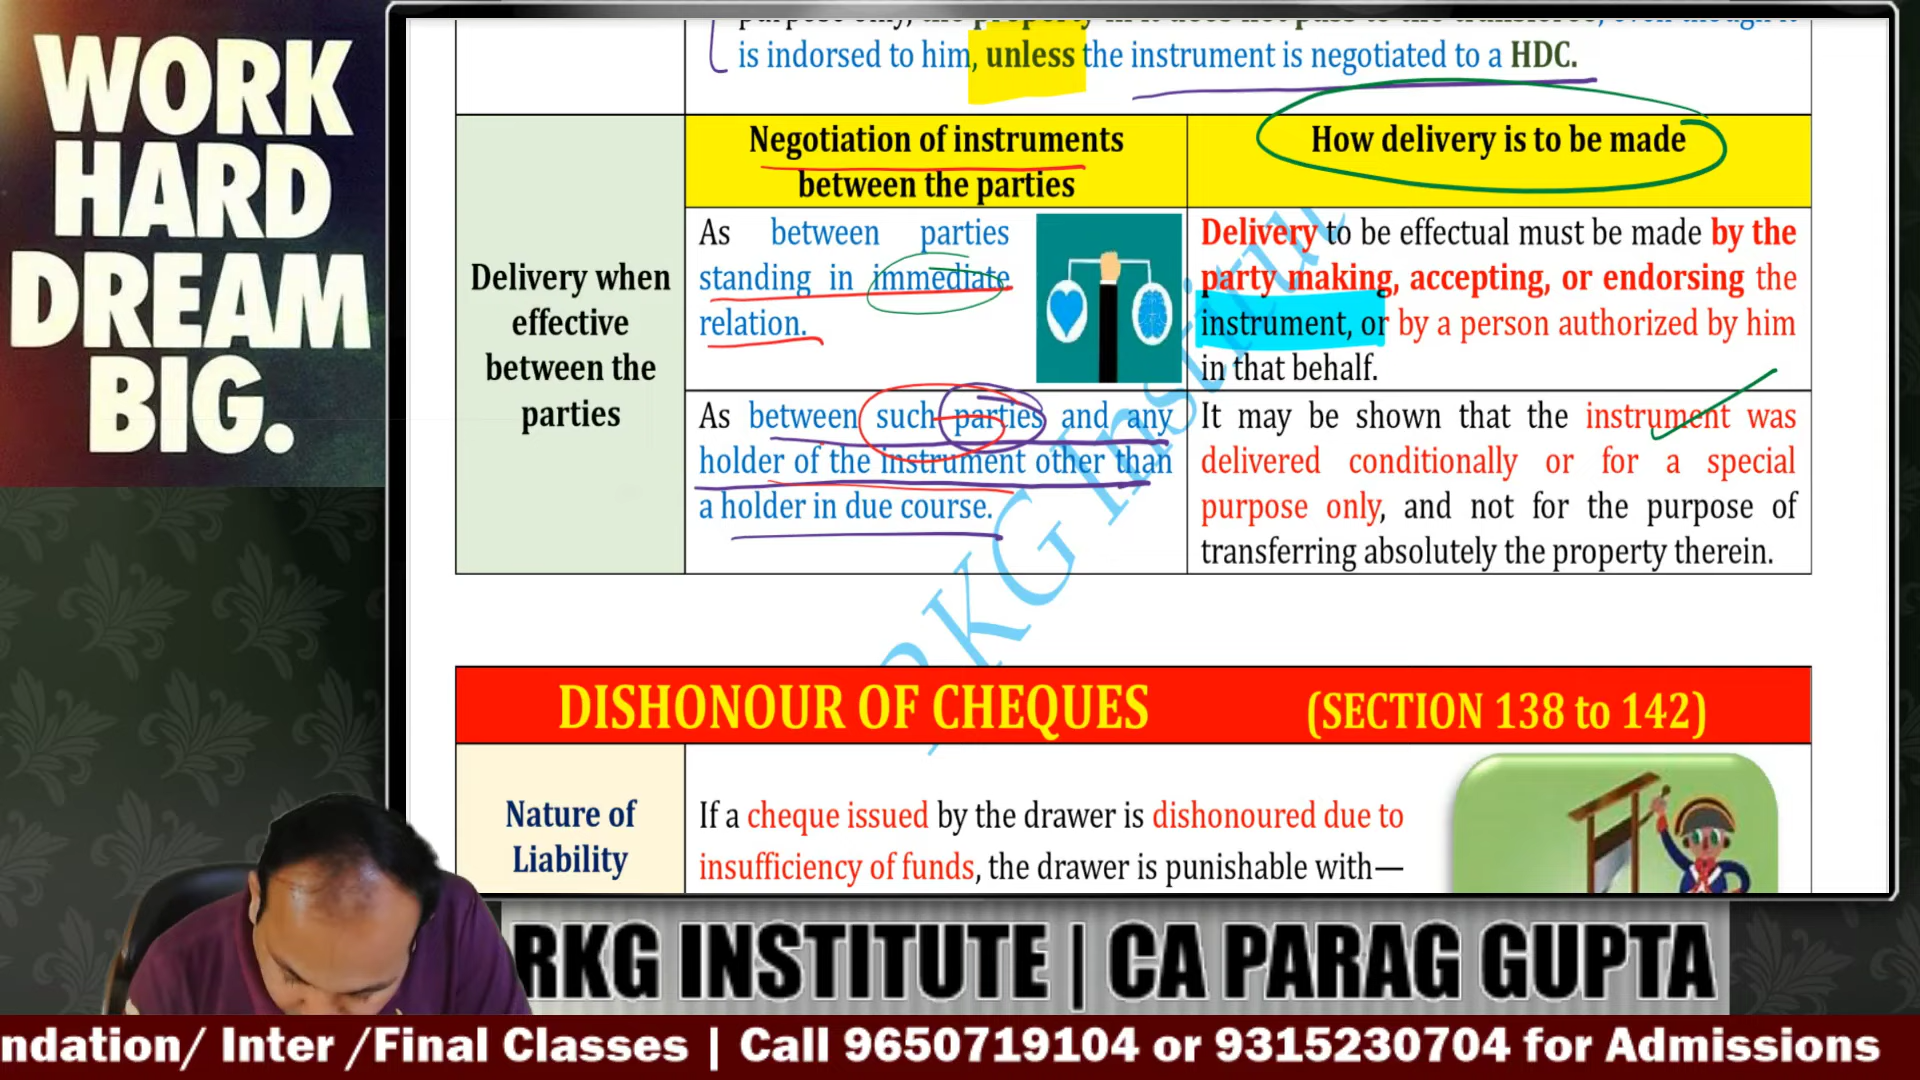 WORK
HARD
DREAM
BIG.
is indorsed to him, unless the instrument is negotiated to a HDC.
Negotiation of instruments
between the parties
How delivery is to be made
Delivery when
effective
between the
parties
As between parties
standing in immediate
relation.
Delivery to be effectual must be made by the
party making, accepting, or endorsing the
instrument, or by a person authorized by him
in that behalf.
As between such parties and any
holder of the instrument other than
a holder in due course.
It may be shown that the instrument was
delivered conditionally or for a special
purpose only, and not for the purpose of
transferring absolutely the property therein.
RKG Institu
RKG Institu
DISHONOUR OF CHEQUES (SECTION 138 to 142)
Nature of
Liability
If a cheque issued by the drawer is dishonoured due to
insufficiency of funds, the drawer is punishable with—
RKG INSTITUTE | CA PARAG GUPTA
ndation/ Inter /Final Classes | Call 9650719104 or 9315230704 for Admissions